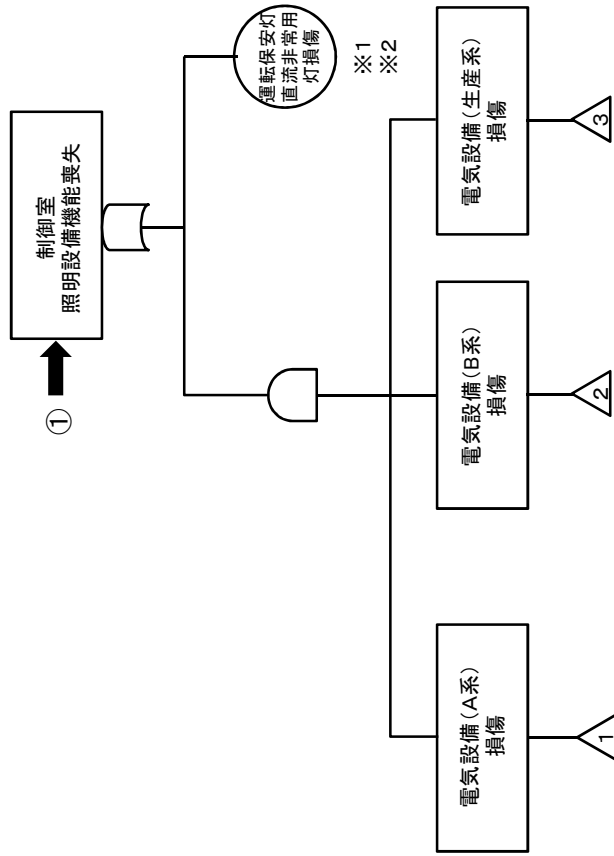 制御室
照明設備機能喪失
①
運転保安灯
直流非常用
灯損傷
※1
※2
電気設備(A系)
損傷
電気設備(B系)
損傷
電気設備(生産系)
損傷
1
2
3